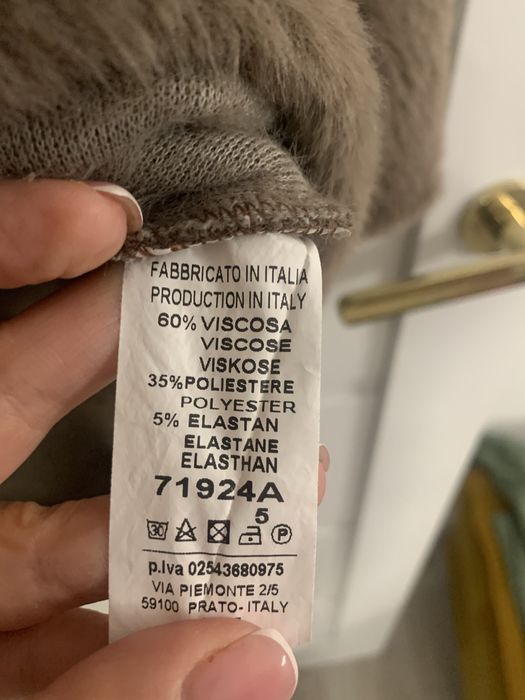 FABBRICATO IN ITALIA
PRODUCTION IN ITALY
60% VISCOSA
VISCOSE
VISKOSE
35%POLIESTERE
POLYESTER
5% ELASTAN
ELASTANE
ELASTHAN
71924A
5
30 P
p.Iva 02543680975
VIA PIEMONTE 2/5
59100 PRATO-ITALY